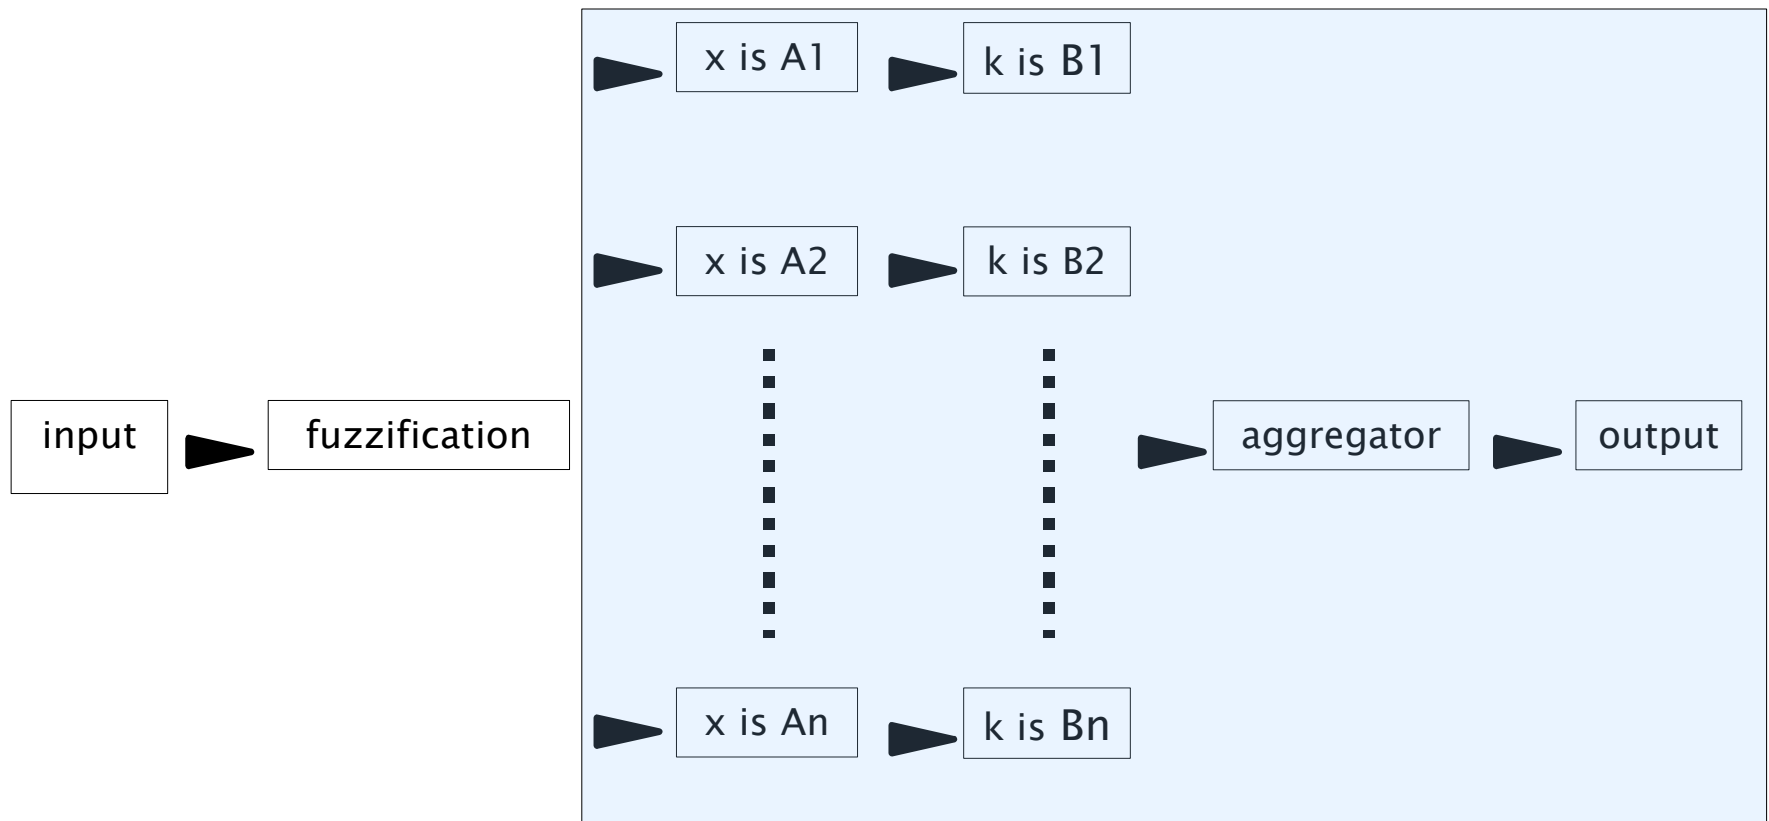 x is A1
k is B1
x is A2
k is B2
input
fuzzification
aggregator
output
x is An
k is Bn